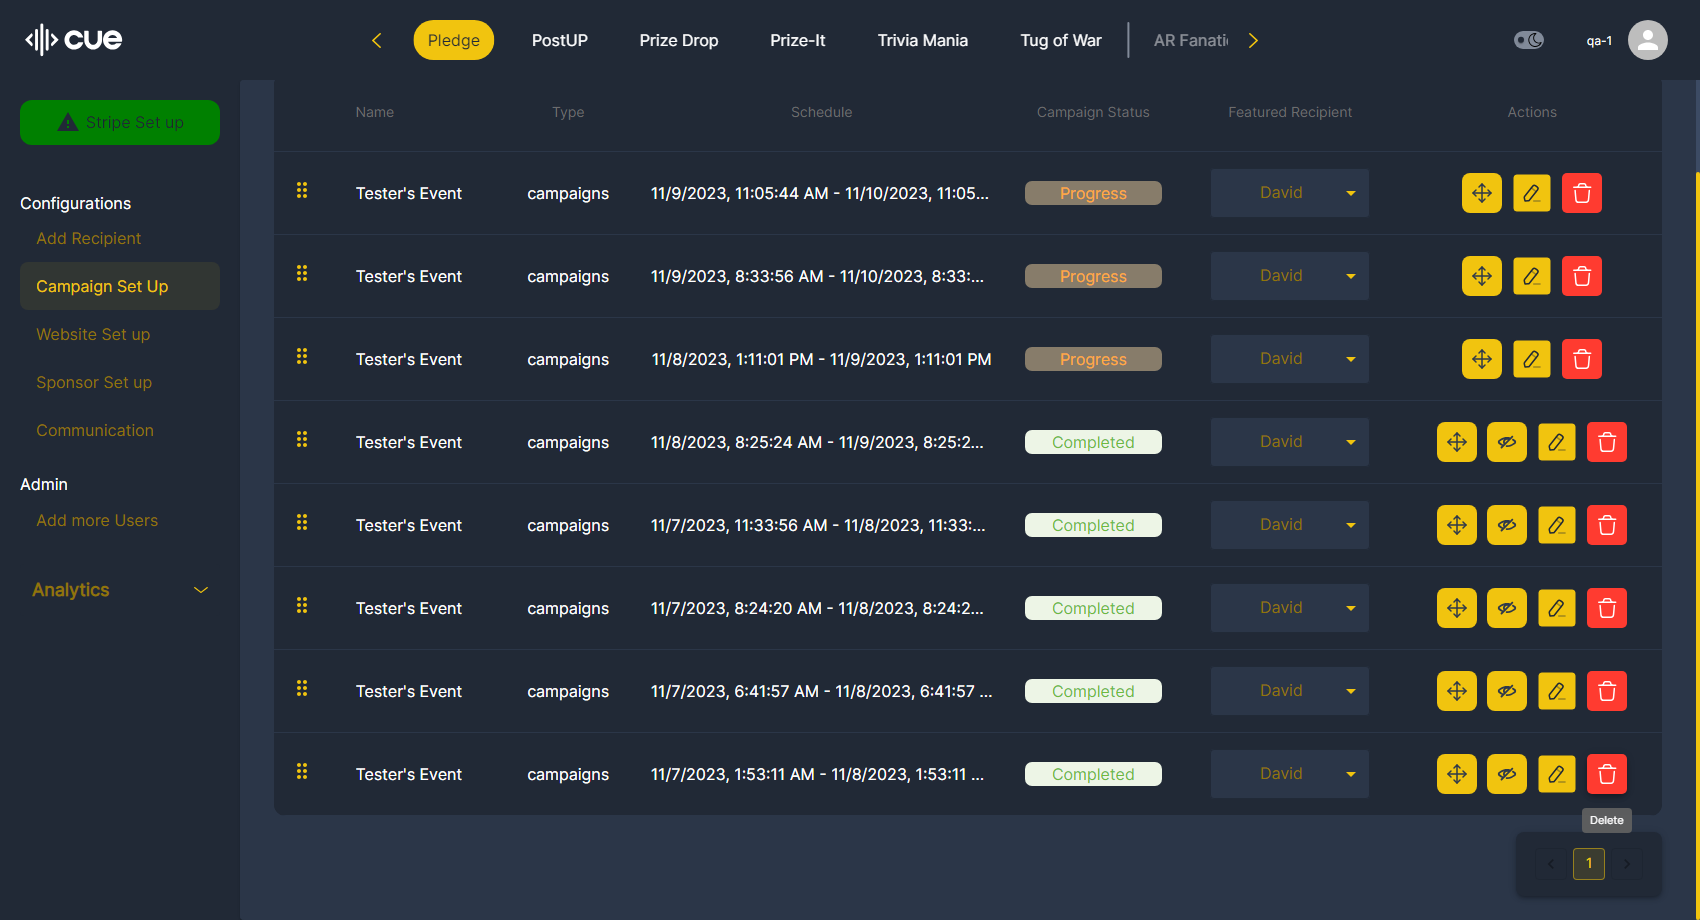 cue
Pledge PostUP Prize Drop Prize-It Trivia Mania Tug of War AR Fanati
qa-1
Stripe Set up
Configurations
Add Recipient
Campaign Set Up
Website Set up
Sponsor Set up
Communication
Admin
Add more Users
Analytics
Name Type Schedule Campaign Status Featured Recipient Actions
Tester's Event campaigns 11/9/2023, 11:05:44 AM - 11/10/2023, 11:05... Progress David
Tester's Event campaigns 11/9/2023, 8:33:56 AM - 11/10/2023, 8:33:... Progress David
Tester's Event campaigns 11/8/2023, 1:11:01 PM - 11/9/2023, 1:11:01 PM Progress David
Tester's Event campaigns 11/8/2023, 8:25:24 AM - 11/9/2023, 8:25:2... Completed David
Tester's Event campaigns 11/7/2023, 11:33:56 AM - 11/8/2023, 11:33:... Completed David
Tester's Event campaigns 11/7/2023, 8:24:20 AM - 11/8/2023, 8:24:2... Completed David
Tester's Event campaigns 11/7/2023, 6:41:57 AM - 11/8/2023, 6:41:57 ... Completed David
Tester's Event campaigns 11/7/2023, 1:53:11 AM - 11/8/2023, 1:53:11 ... Completed David
Delete
1